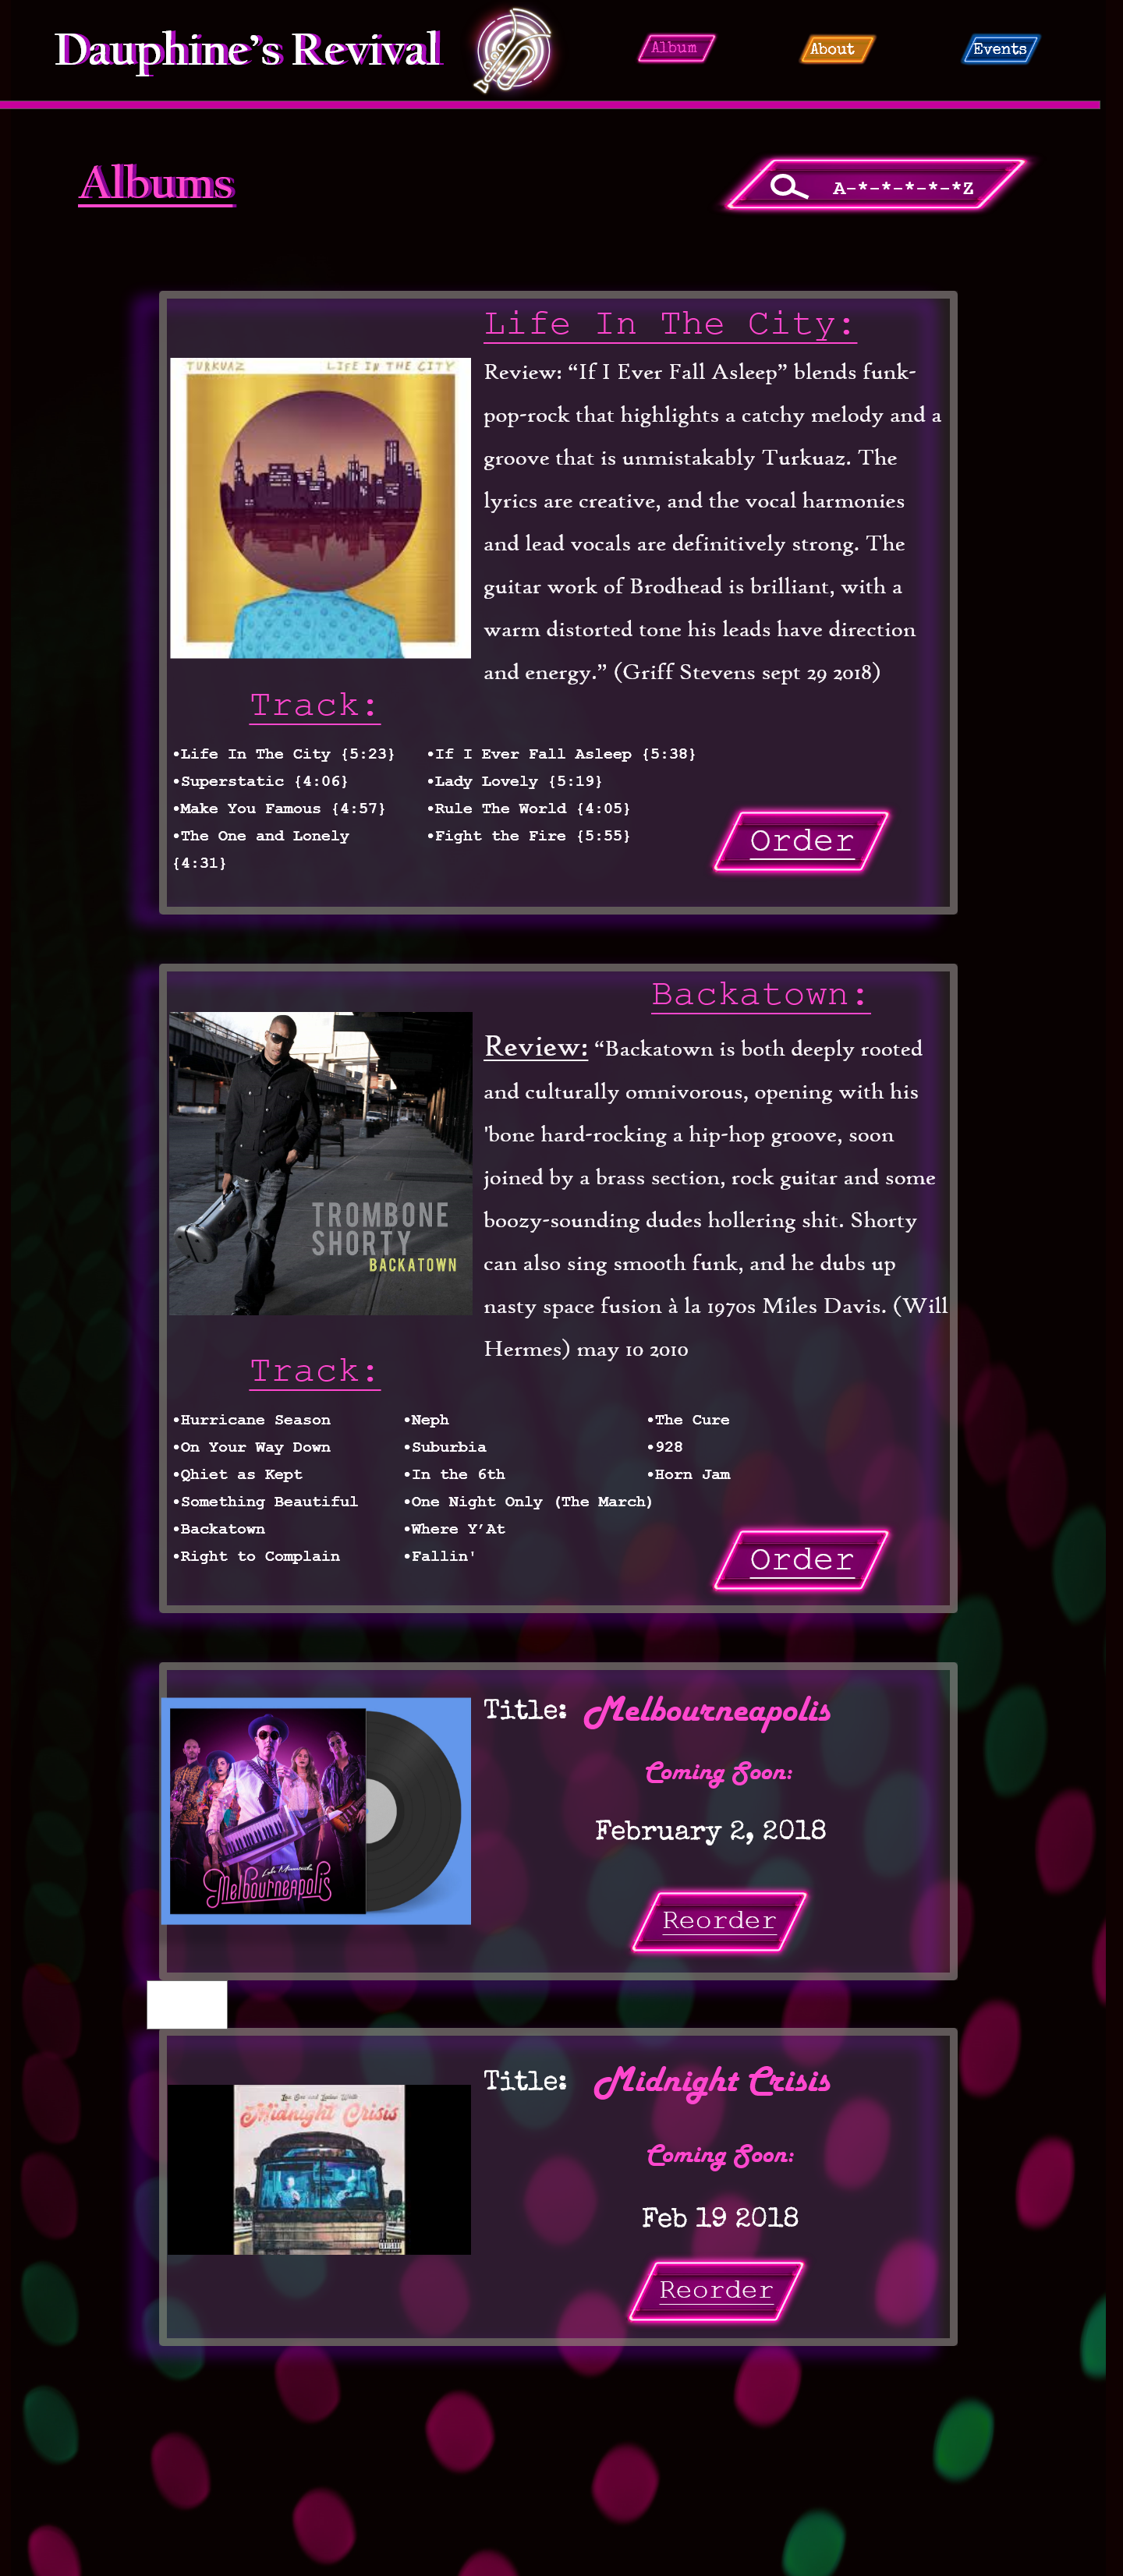 Dauphine’s Revival
Album
About
Events
Albums
A-*-*-*-*-*Z
Life In The City:
TURKUAZ LIFE IN THE CITY
Review: “If I Ever Fall Asleep” blends funk-
pop-rock that highlights a catchy melody and a
groove that is unmistakably Turkuaz. The
lyrics are creative, and the vocal harmonies
and lead vocals are definitively strong. The
guitar work of Brodhead is brilliant, with a
warm distorted tone his leads have direction
and energy.” (Griff Stevens sept 29 2018)
Track:
•Life In The City {5:23}
•Superstatic {4:06}
•Make You Famous {4:57}
•The One and Lonely
{4:31}
•If I Ever Fall Asleep {5:38}
•Lady Lovely {5:19}
•Rule The World {4:05}
•Fight the Fire {5:55}
Order
Backatown:
TROMBONE
SHORTY
BACKATOWN
Review: “Backatown is both deeply rooted
and culturally omnivorous, opening with his
'bone hard-rocking a hip-hop groove, soon
joined by a brass section, rock guitar and some
boozy-sounding dudes hollering shit. Shorty
can also sing smooth funk, and he dubs up
nasty space fusion à la 1970s Miles Davis. (Will
Hermes) may 10 2010
Track:
•Hurricane Season
•On Your Way Down
•Qhiet as Kept
•Something Beautiful
•Backatown
•Right to Complain
•Neph
•Suburbia
•In the 6th
•One Night Only (The March)
•Where Y’At
•Fallin'
•The Cure
•928
•Horn Jam
Order
Melbourneapolis
Title: Melbourneapolis
Coming Soon:
February 2, 2018
Reorder
Midnight Crisis
Title: Midnight Crisis
Coming Soon:
Feb 19 2018
Reorder